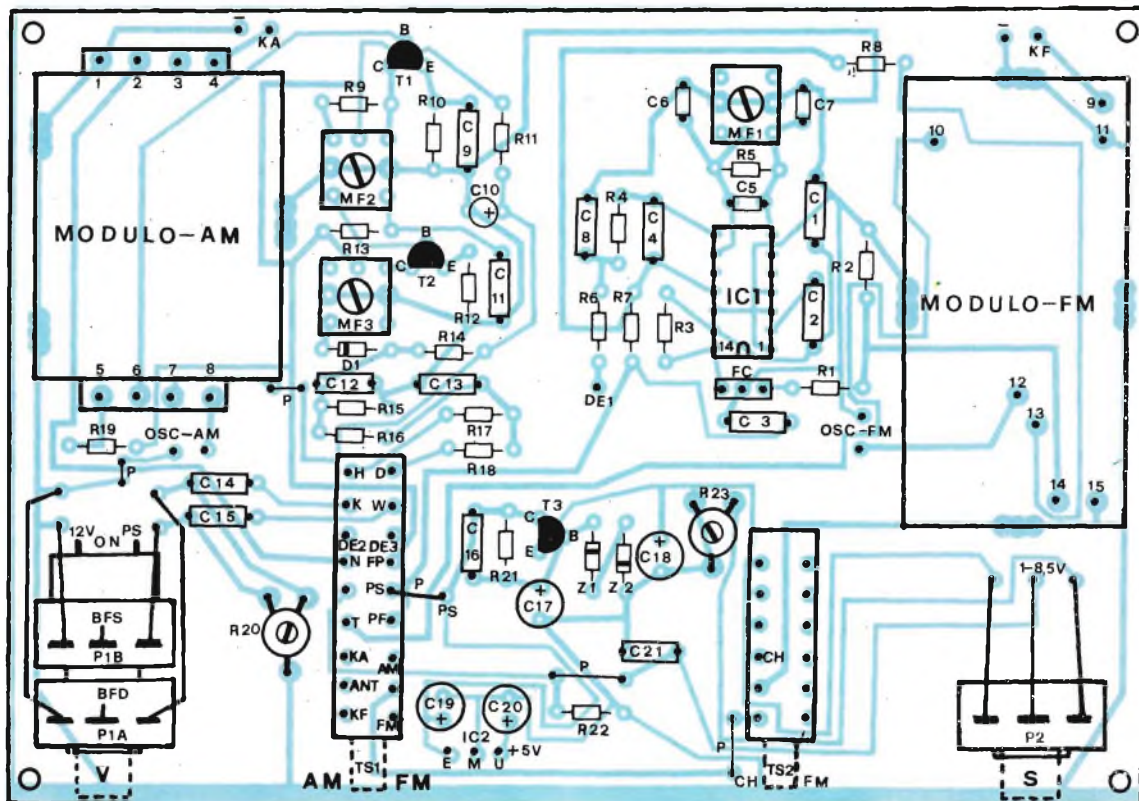 – KA
B
C T1 E
– KF
R8
1 2 3 4
R9
R10
C9
R11
C6
MF1
C7
9
10
11
MF2
C10
R5
C5
R4
C8
C4
C1
R2
MODULO-AM
R13
B
C T2 E
MF3
R12
C11
R6
R7
R3
IC1
14 1
C2
MODULO-FM
D1
R14
5 6 7 8
P
C12
C13
DE1
FC
R1
12
R15
R16
R17
R18
C3
OSC-FM
13
R19
OSC-AM
P
C14
C15
H D
K W
DE2 DE3
N FP
PS P PS
T PF
KA AM
ANT
KF FM
TS1
14 15
12V ON PS
C16
R21
C T3 B
E
Z1
Z2
C18
R23
C17
1-8,5V
BFS
P1B
BFD
P1A
V
R20
C21
P
CH
C19
C20
IC2
E M U +5V
R22
P
CH TS2 FM
P2
S
AM FM